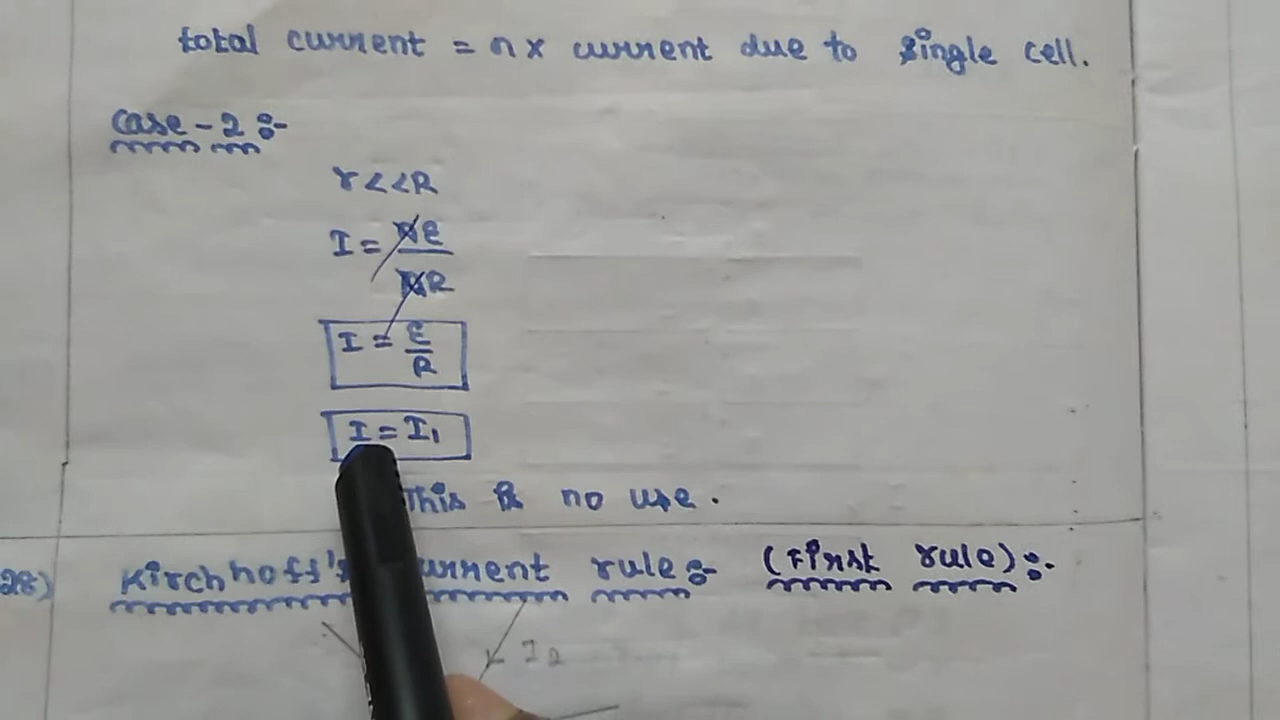 total current = n x current due to single cell.
Case - 2 :-
r << R
I = NE
NR
I = ε
R
I = I₁
This is no use.
28) Kirchhoff's current rule :- (First rule) :-
I₂